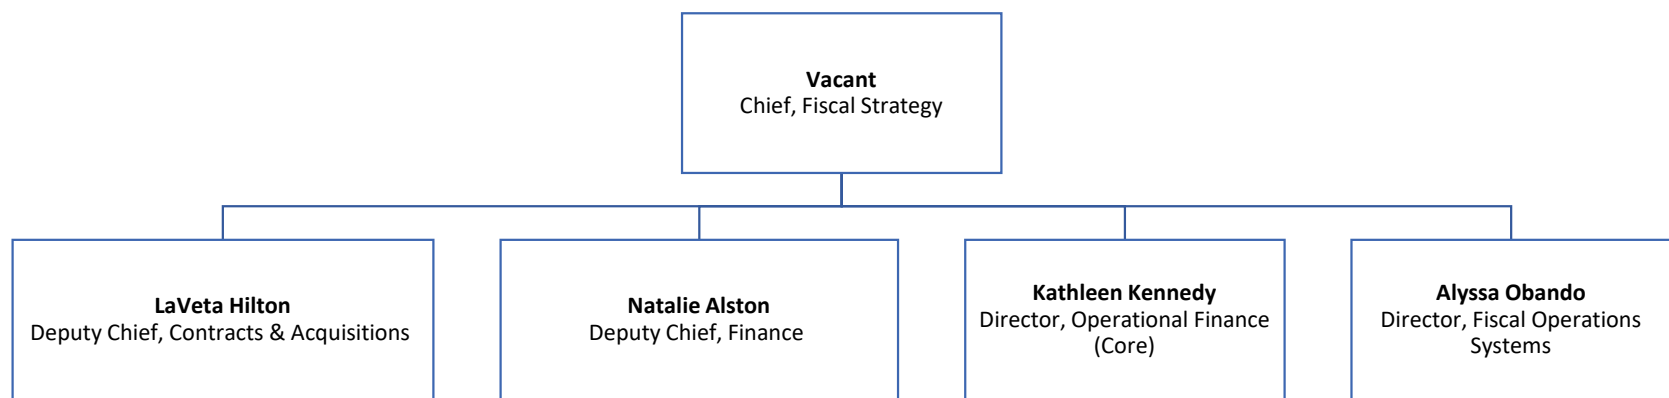 Vacant
Chief, Fiscal Strategy
LaVeta Hilton
Deputy Chief, Contracts & Acquisitions
Natalie Alston
Deputy Chief, Finance
Kathleen Kennedy
Director, Operational Finance
(Core)
Alyssa Obando
Director, Fiscal Operations
Systems